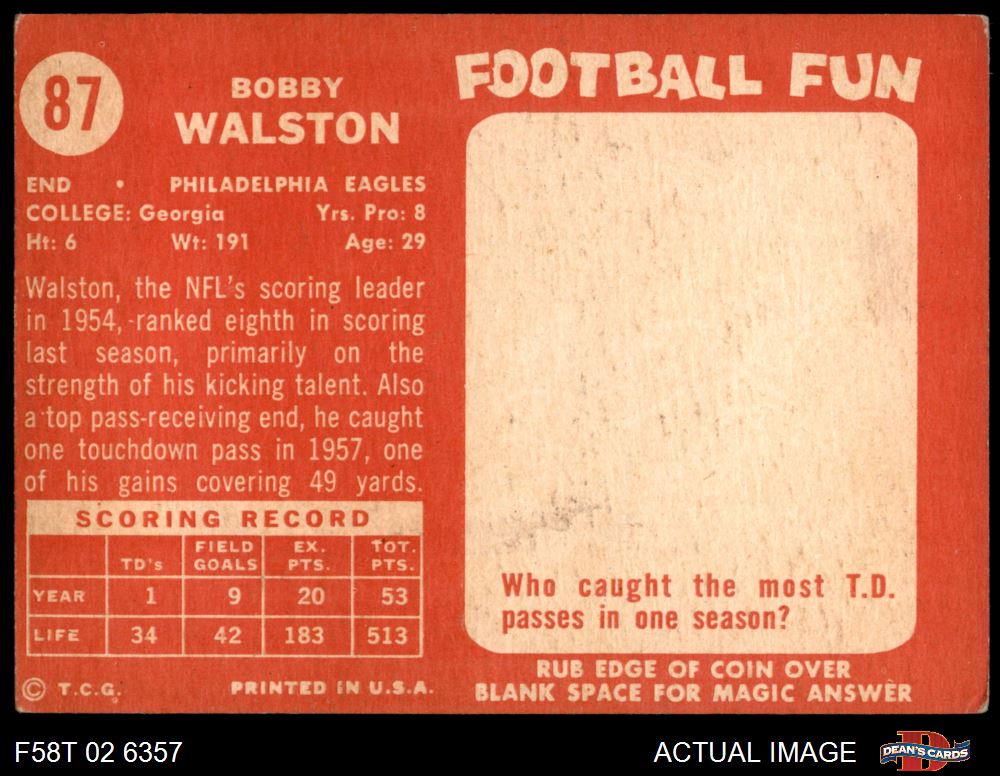 87
BOBBY
WALSTON
END • PHILADELPHIA EAGLES
COLLEGE: Georgia Yrs. Pro: 8
Ht: 6 Wt: 191 Age: 29
Walston, the NFL's scoring leader
in 1954, ranked eighth in scoring
last season, primarily on the
strength of his kicking talent. Also
a top pass-receiving end, he caught
one touchdown pass in 1957, one
of his gains covering 49 yards.
SCORING RECORD
TD's FIELD GOALS EX. PTS. TOT. PTS.
YEAR 1 9 20 53
LIFE 34 42 183 513
© T.C.G. PRINTED IN U.S.A.
FOOTBALL FUN
Who caught the most T.D.
passes in one season?
RUB EDGE OF COIN OVER
BLANK SPACE FOR MAGIC ANSWER
F58T 02 6357
ACTUAL IMAGE
D
DEAN'S CARDS